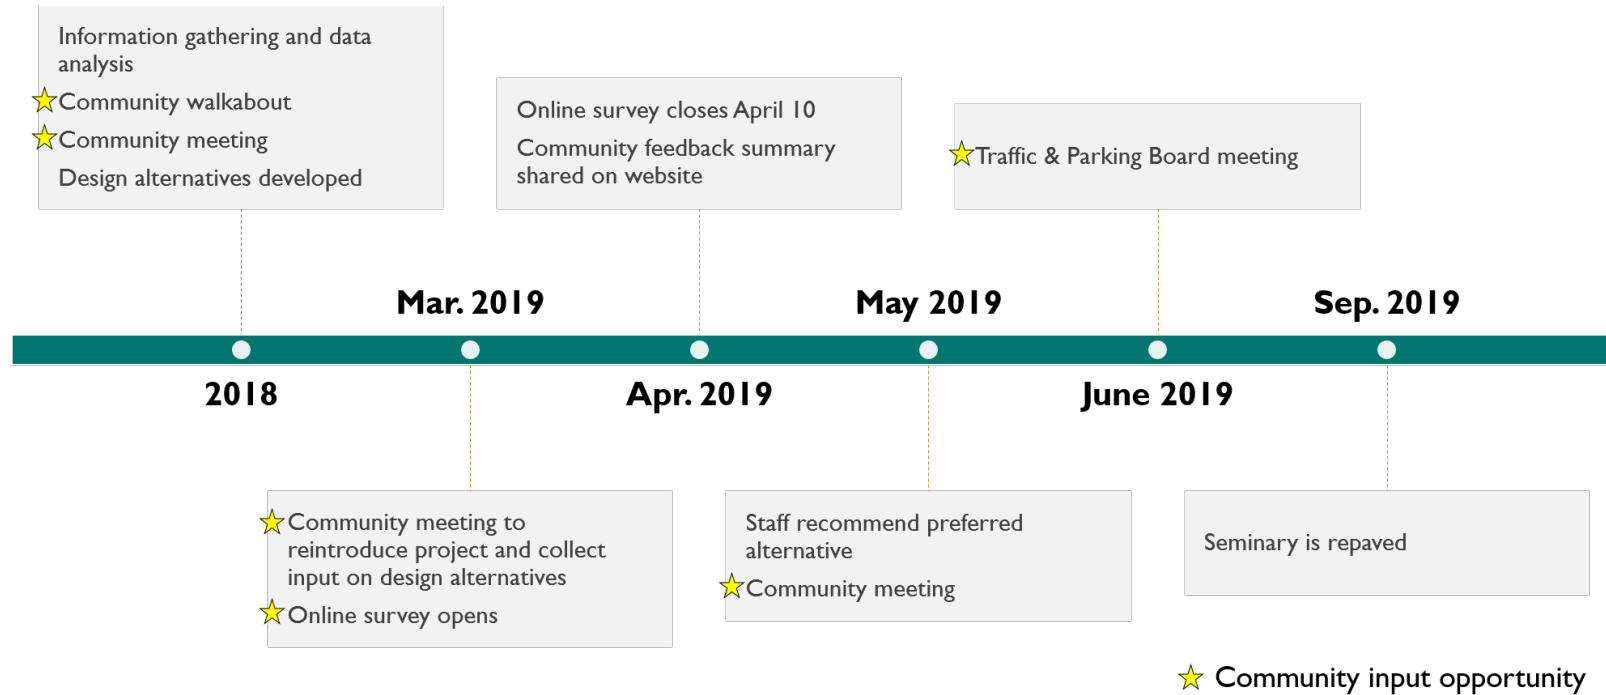 Information gathering and data
analysis
Community walkabout
Community meeting
Design alternatives developed
Online survey closes April 10
Community feedback summary
shared on website
Traffic & Parking Board meeting
Mar. 2019
May 2019
Sep. 2019
2018
Apr. 2019
June 2019
Community meeting to
reintroduce project and collect
input on design alternatives
Online survey opens
Staff recommend preferred
alternative
Community meeting
Seminary is repaved
Community input opportunity